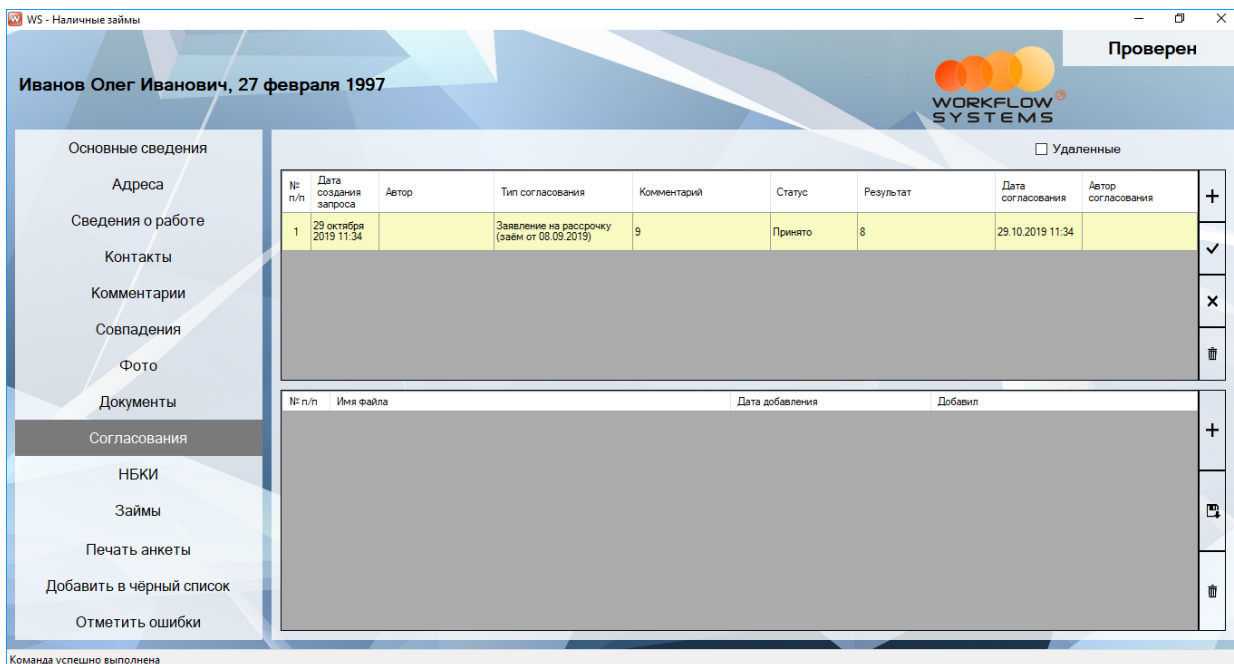 WS - Наличные займы
Проверен
Иванов Олег Иванович, 27 февраля 1997
WORKFLOW
SYSTEMS
Основные сведения
Адреса
Сведения о работе
Контакты
Комментарии
Совпадения
Фото
Документы
Согласования
НБКИ
Займы
Печать анкеты
Добавить в чёрный список
Отметить ошибки
Удаленные
№ п/п Дата создания запроса Автор Тип согласования Комментарий Статус Результат Дата согласования Автор согласования
1 29 октября 2019 11:34 Заявление на рассрочку (заём от 08.09.2019) 9 Принято 8 29.10.2019 11:34
№ п/п Имя файла Дата добавления Добавил
Команда успешно выполнена